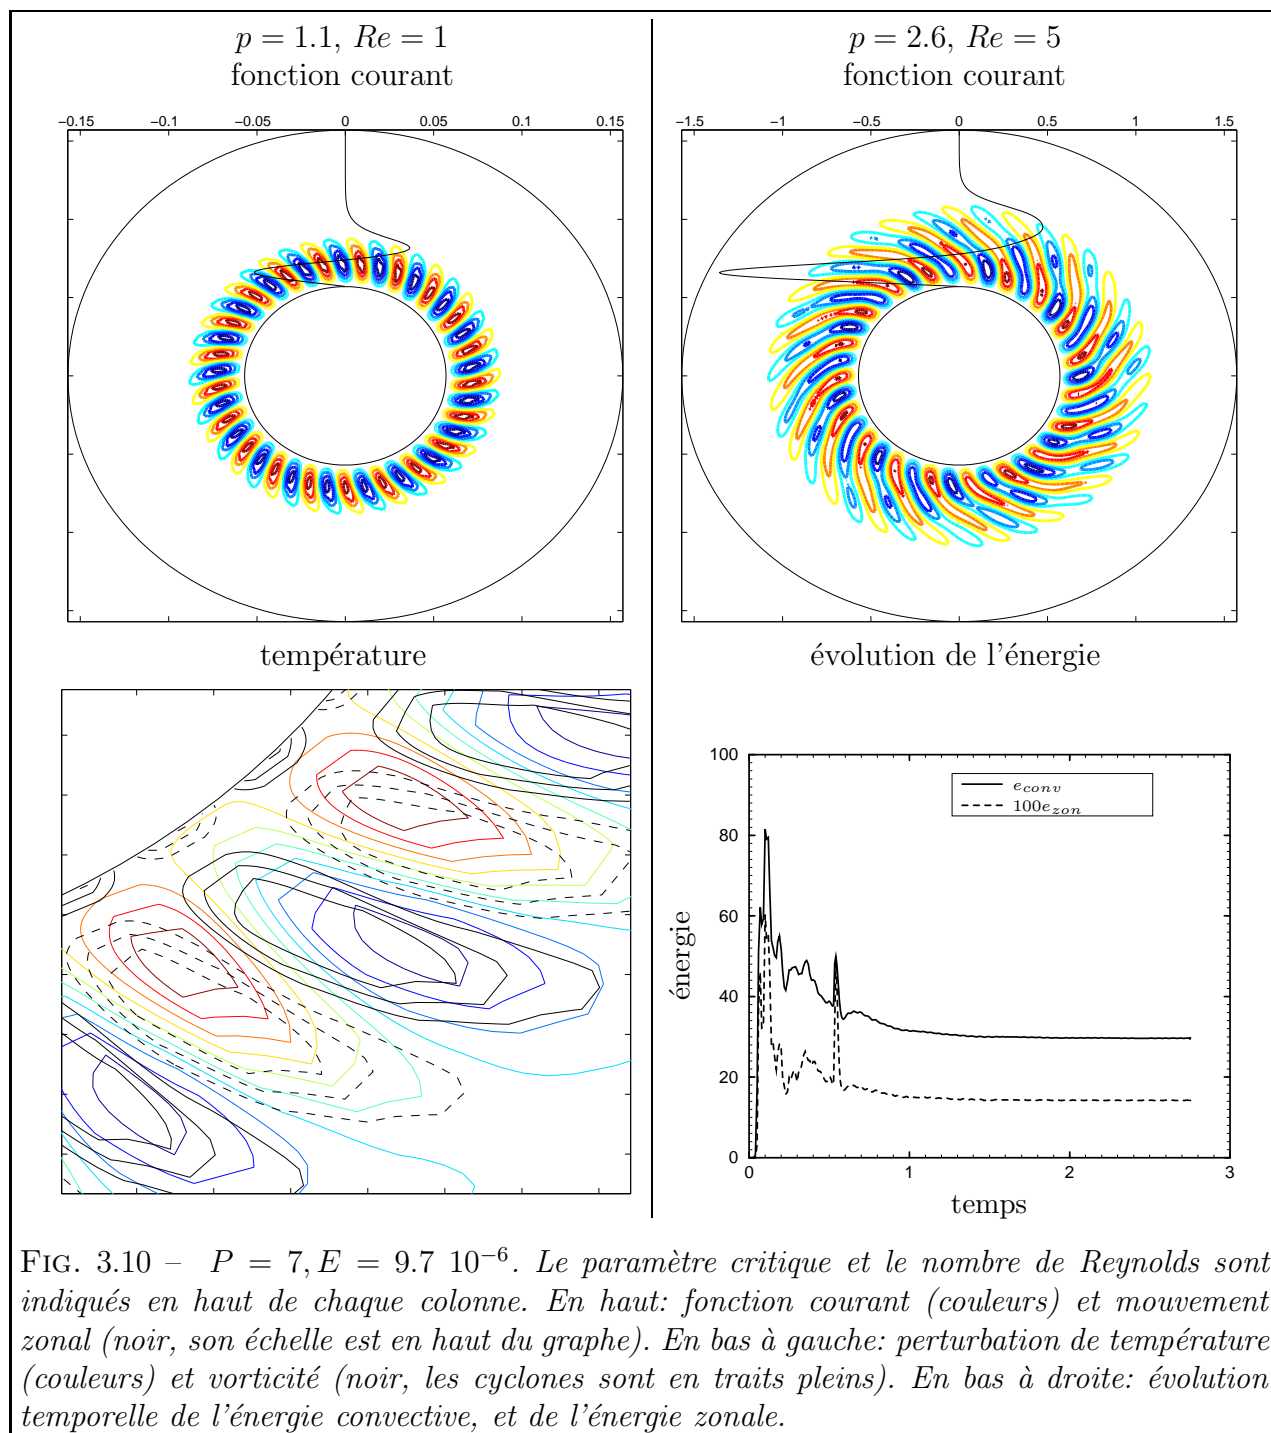 p = 1.1, Re = 1
fonction courant
−0.15 −0.1 −0.05 0 0.05 0.1 0.15
p = 2.6, Re = 5
fonction courant
−1.5 −1 −0.5 0 0.5 1 1.5
température
évolution de l'énergie
100
80
60
40
20
0
énergie
e_conv
100e_zon
0 1 2 3
temps
FIG. 3.10 – P = 7, E = 9.7 10⁻⁶. Le paramètre critique et le nombre de Reynolds sont
indiqués en haut de chaque colonne. En haut: fonction courant (couleurs) et mouvement
zonal (noir, son échelle est en haut du graphe). En bas à gauche: perturbation de température
(couleurs) et vorticité (noir, les cyclones sont en traits pleins). En bas à droite: évolution
temporelle de l'énergie convective, et de l'énergie zonale.